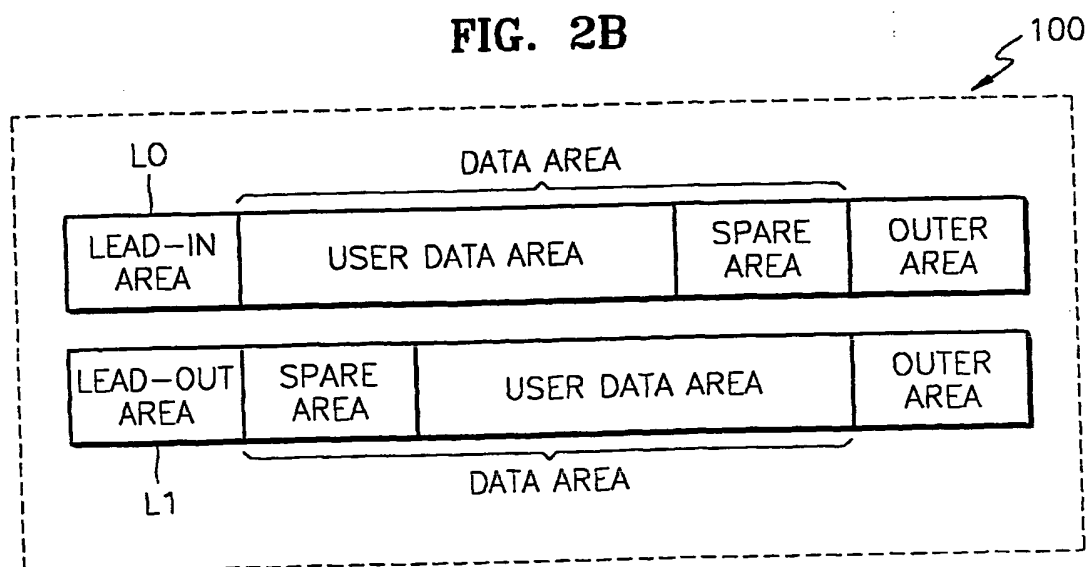 FIG. 2B
100
L0
DATA AREA
LEAD-IN
AREA
USER DATA AREA
SPARE
AREA
OUTER
AREA
LEAD-OUT
AREA
SPARE
AREA
USER DATA AREA
OUTER
AREA
L1
DATA AREA